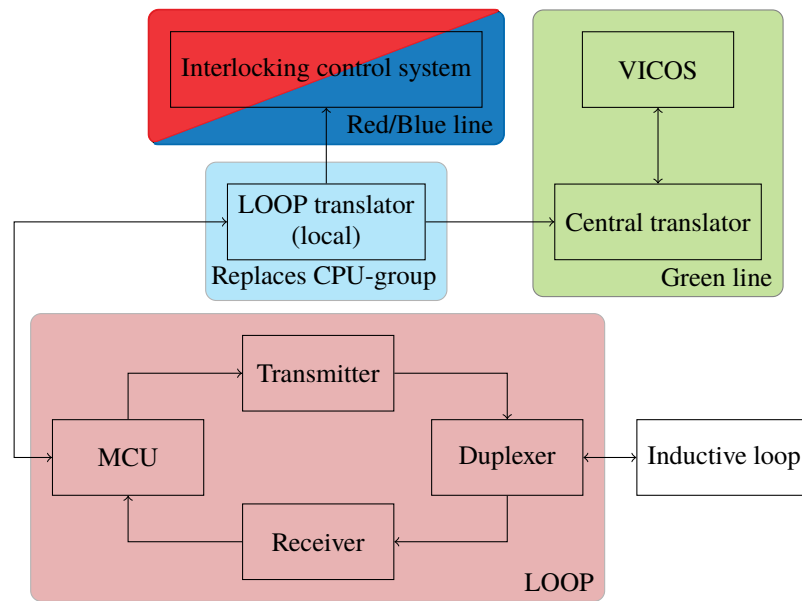 Interlocking control system
VICOS
Red/Blue line
LOOP translator
(local)
Central translator
Replaces CPU-group
Green line
Transmitter
MCU
Duplexer
Inductive loop
Receiver
LOOP